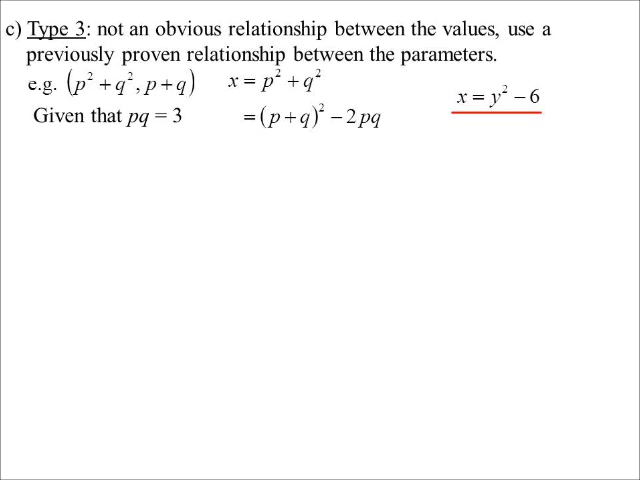 c) Type 3: not an obvious relationship between the values, use a
previously proven relationship between the parameters.
e.g. (p² + q², p + q) x = p² + q²
x = y² – 6
Given that pq = 3 = (p + q)² – 2pq